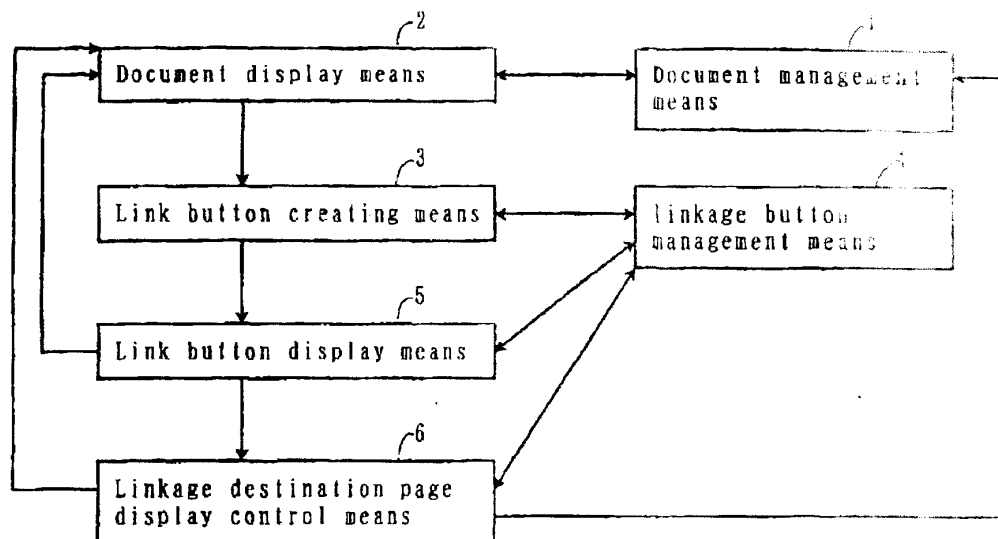 2
1
Document display means
Document management
means
3
4
Link button creating means
linkage button
management means
5
Link button display means
6
Linkage destination page
display control means